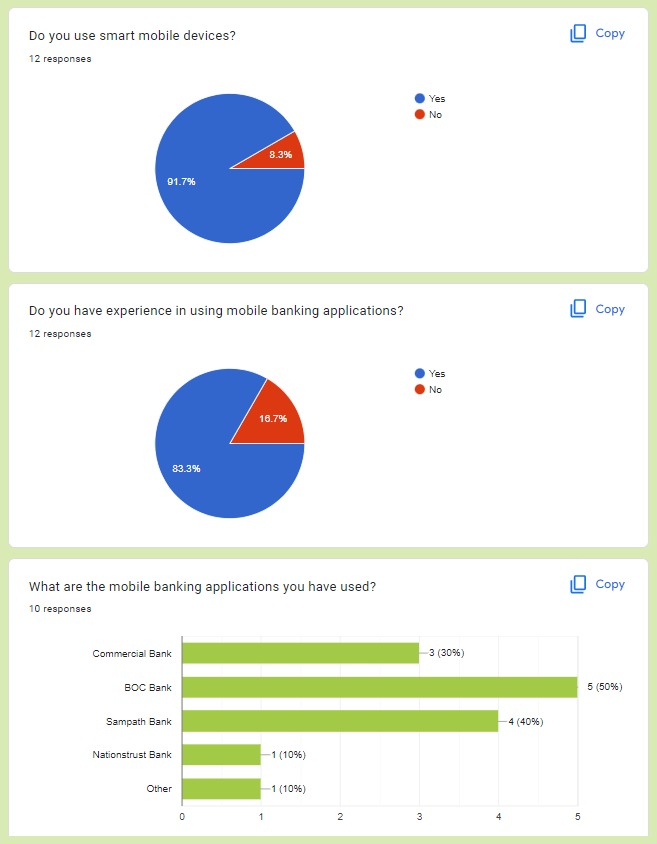 Do you use smart mobile devices?
Copy
12 responses
Yes
No
8.3%
91.7%
Do you have experience in using mobile banking applications?
Copy
12 responses
Yes
No
16.7%
83.3%
What are the mobile banking applications you have used?
Copy
10 responses
Commercial Bank 3 (30%)
BOC Bank 5 (50%)
Sampath Bank 4 (40%)
Nationstrust Bank 1 (10%)
Other 1 (10%)
0 1 2 3 4 5